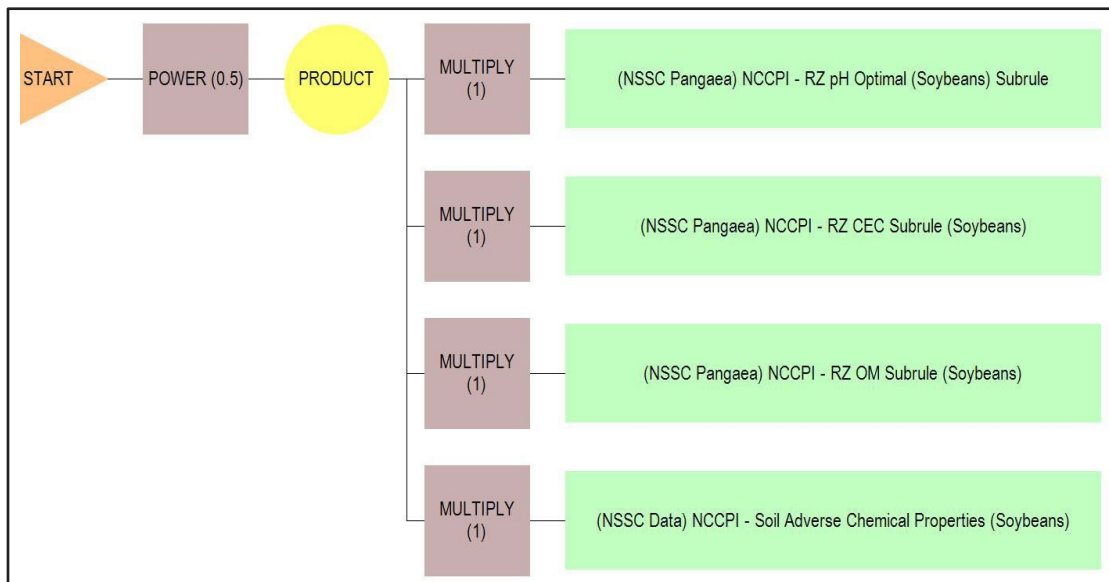 START
POWER (0.5)
PRODUCT
MULTIPLY
(1)
(NSSC Pangaea) NCCPI - RZ pH Optimal (Soybeans) Subrule
MULTIPLY
(1)
(NSSC Pangaea) NCCPI - RZ CEC Subrule (Soybeans)
MULTIPLY
(1)
(NSSC Pangaea) NCCPI - RZ OM Subrule (Soybeans)
MULTIPLY
(1)
(NSSC Data) NCCPI - Soil Adverse Chemical Properties (Soybeans)